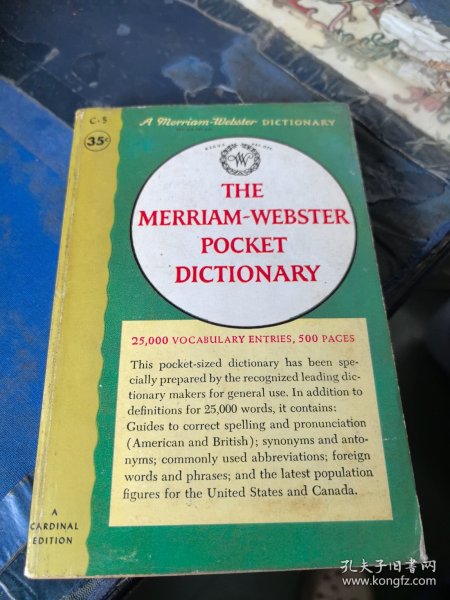 C-5
A Merriam-Webster DICTIONARY
35¢
W
THE
MERRIAM-WEBSTER
POCKET
DICTIONARY
25,000 VOCABULARY ENTRIES, 500 PAGES
This pocket-sized dictionary has been spe-
cially prepared by the recognized leading dic-
tionary makers for general use. In addition to
definitions for 25,000 words, it contains:
Guides to correct spelling and pronunciation
(American and British); synonyms and anto-
nyms; commonly used abbreviations; foreign
words and phrases; and the latest population
figures for the United States and Canada.
A
CARDINAL
EDITION
孔夫子旧书网
www.kongfz.com